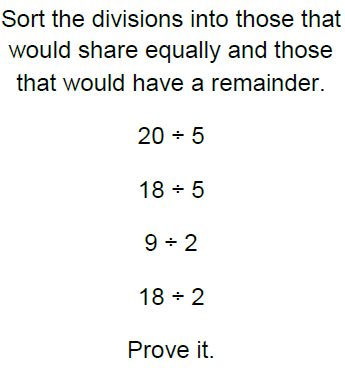 Sort the divisions into those that
would share equally and those
that would have a remainder.
20 ÷ 5
18 ÷ 5
9 ÷ 2
18 ÷ 2
Prove it.